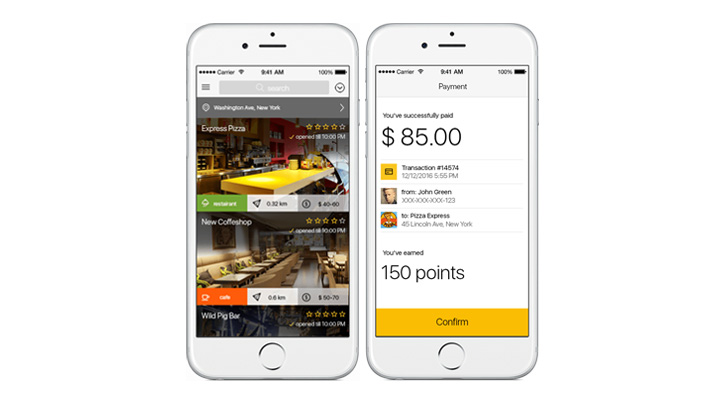 Carrier 9:41 AM 100%
search
Washington Ave, New York
Express Pizza
opened till 10:00 PM
restairant 0.32 km $ 40-60
New Coffeshop
opened till 10:00 PM
cafe 0.6 km $ 50-70
Wild Pig Bar
opened till 10:00 PM
Carrier 9:41 AM 100%
Payment
You've successfully paid
$ 85.00
Transaction #14574
12/12/2016 5:55 PM
from: John Green
XXX-XXX-XXX-123
to: Pizza Express
45 Lincoln Ave, New York
You've earned
150 points
Confirm